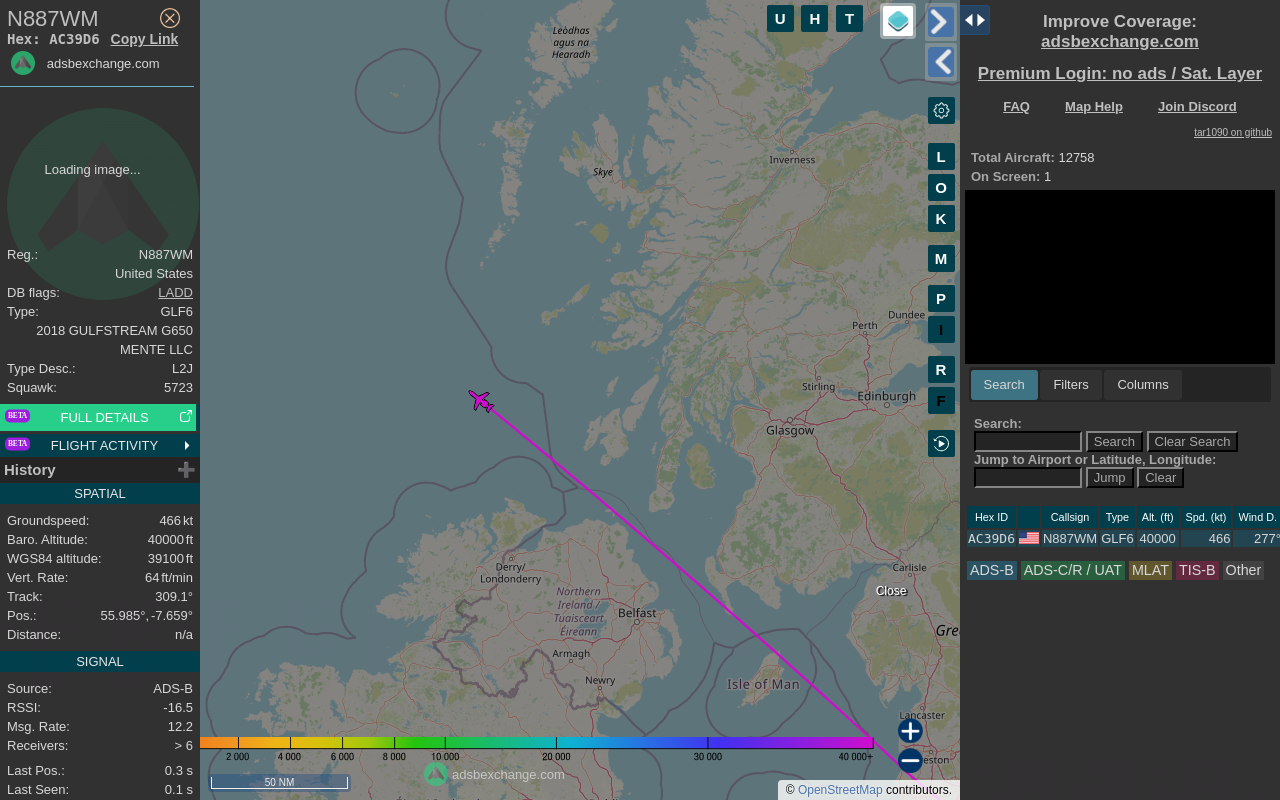 N887WM
Hex: AC39D6 Copy Link
adsbexchange.com
Loading image...
Reg.: N887WM
United States
DB flags: LADD
Type: GLF6
2018 GULFSTREAM G650
MENTE LLC
Type Desc.: L2J
Squawk: 5723
BETA FULL DETAILS
BETA FLIGHT ACTIVITY
History
SPATIAL
Groundspeed: 466 kt
Baro. Altitude: 40000 ft
WGS84 altitude: 39100 ft
Vert. Rate: 64 ft/min
Track: 309.1°
Pos.: 55.985°, -7.659°
Distance: n/a
SIGNAL
Source: ADS-B
RSSI: -16.5
Msg. Rate: 12.2
Receivers: > 6
Last Pos.: 0.3 s
Last Seen: 0.1 s
U H T
Leòdhas
agus na
Hearadh
Inverness
Skye
Dundee
Perth
Stirling
Edinburgh
Glasgow
Derry/
Londonderry
Carlisle
Close
Northern
Ireland /
Tuaisceart
Éireann
Belfast
Gre
Armagh
Newry
Isle of Man
Lancaster
eston
L
O
K
M
P
I
R
F
2 000 4 000 6 000 8 000 10 000 20 000 30 000 40 000+
50 NM
adsbexchange.com
© OpenStreetMap contributors.
Improve Coverage:
adsbexchange.com
Premium Login: no ads / Sat. Layer
FAQ Map Help Join Discord
tar1090 on github
Total Aircraft: 12758
On Screen: 1
Search Filters Columns
Search:
Search Clear Search
Jump to Airport or Latitude, Longitude:
Jump Clear
Hex ID Callsign Type Alt. (ft) Spd. (kt) Wind D.
AC39D6 N887WM GLF6 40000 466 277°
ADS-B ADS-C/R / UAT MLAT TIS-B Other